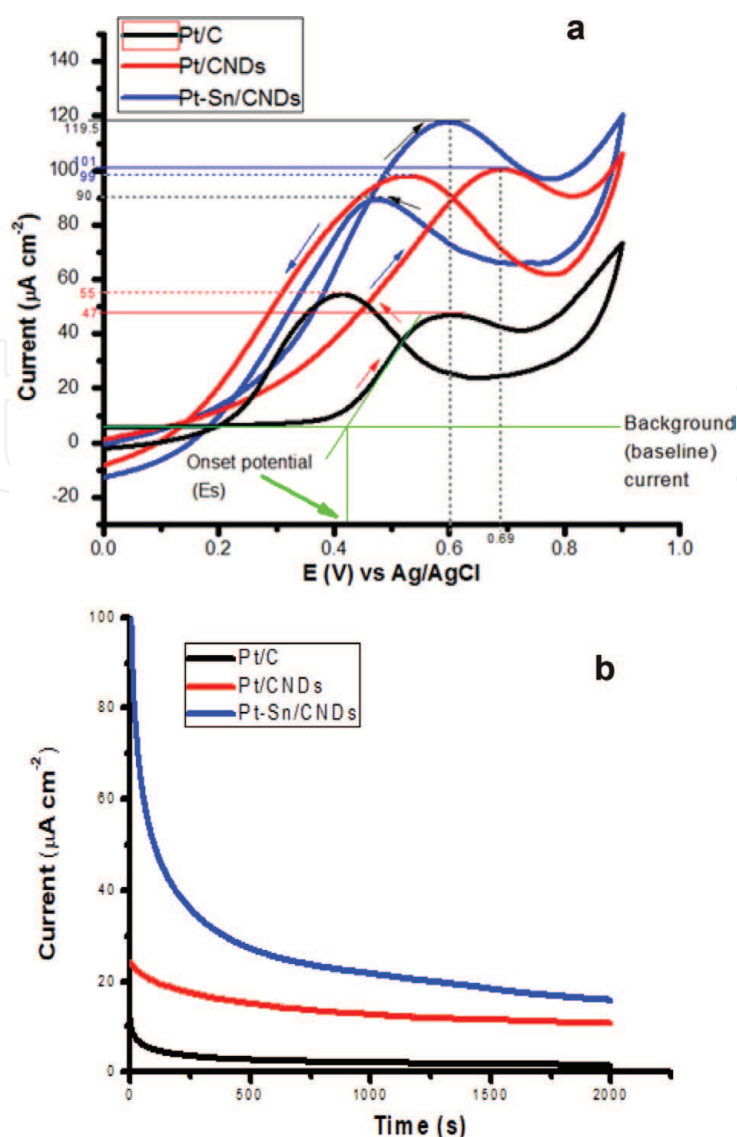 a
Pt/C
Pt/CNDs
Pt-Sn/CNDs
140
120
119.5
101
100
99
90
80
60
55
47
40
20
0
-20
Current (μA cm-2)
Onset potential
(Es)
Background
(baseline)
current
0.0
0.2
0.4
0.6
0.69
0.8
1.0
E (V) vs Ag/AgCl
b
Pt/C
Pt/CNDs
Pt-Sn/CNDs
100
80
60
40
20
0
Current (μA cm-2)
0
500
1000
1500
2000
Time (s)